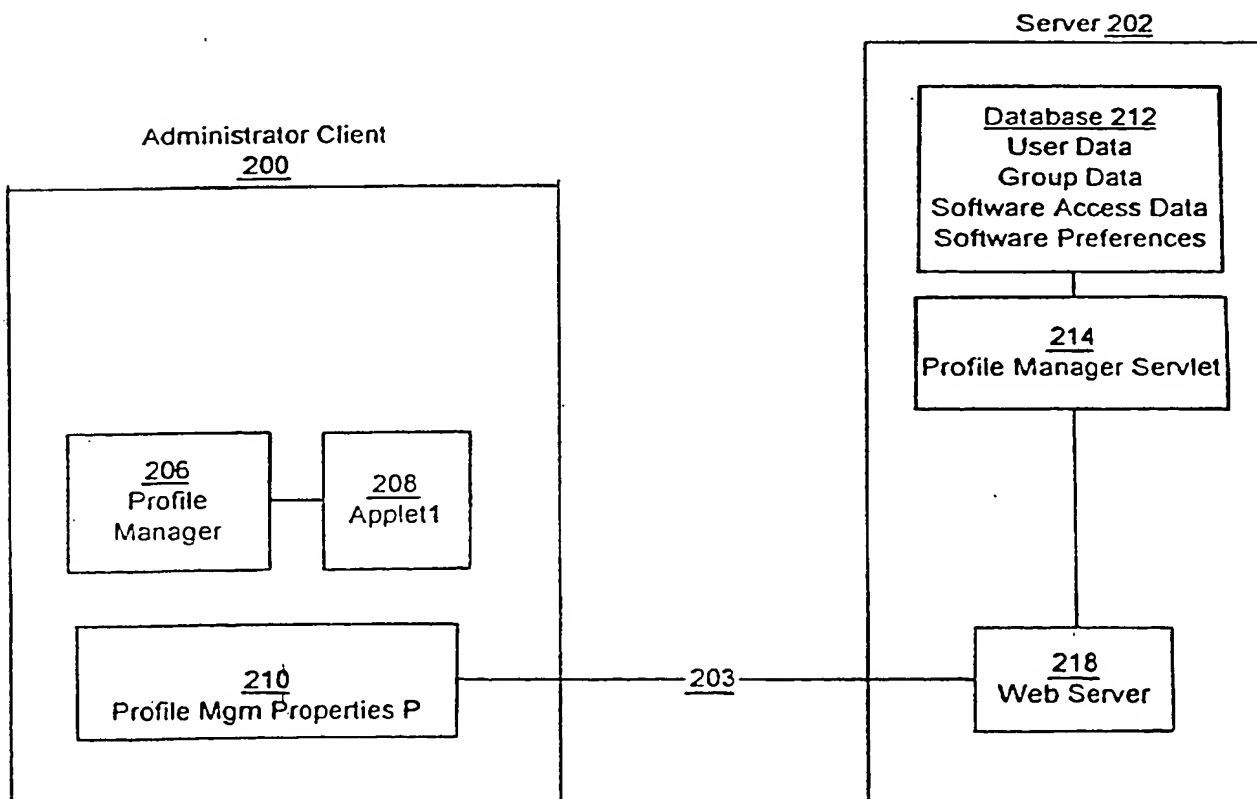 Server 202
Database 212
User Data
Group Data
Software Access Data
Software Preferences
Administrator Client
200
214
Profile Manager Servlet
206
Profile
Manager
208
Applet1
210
Profile Mgm Properties P
203
218
Web Server